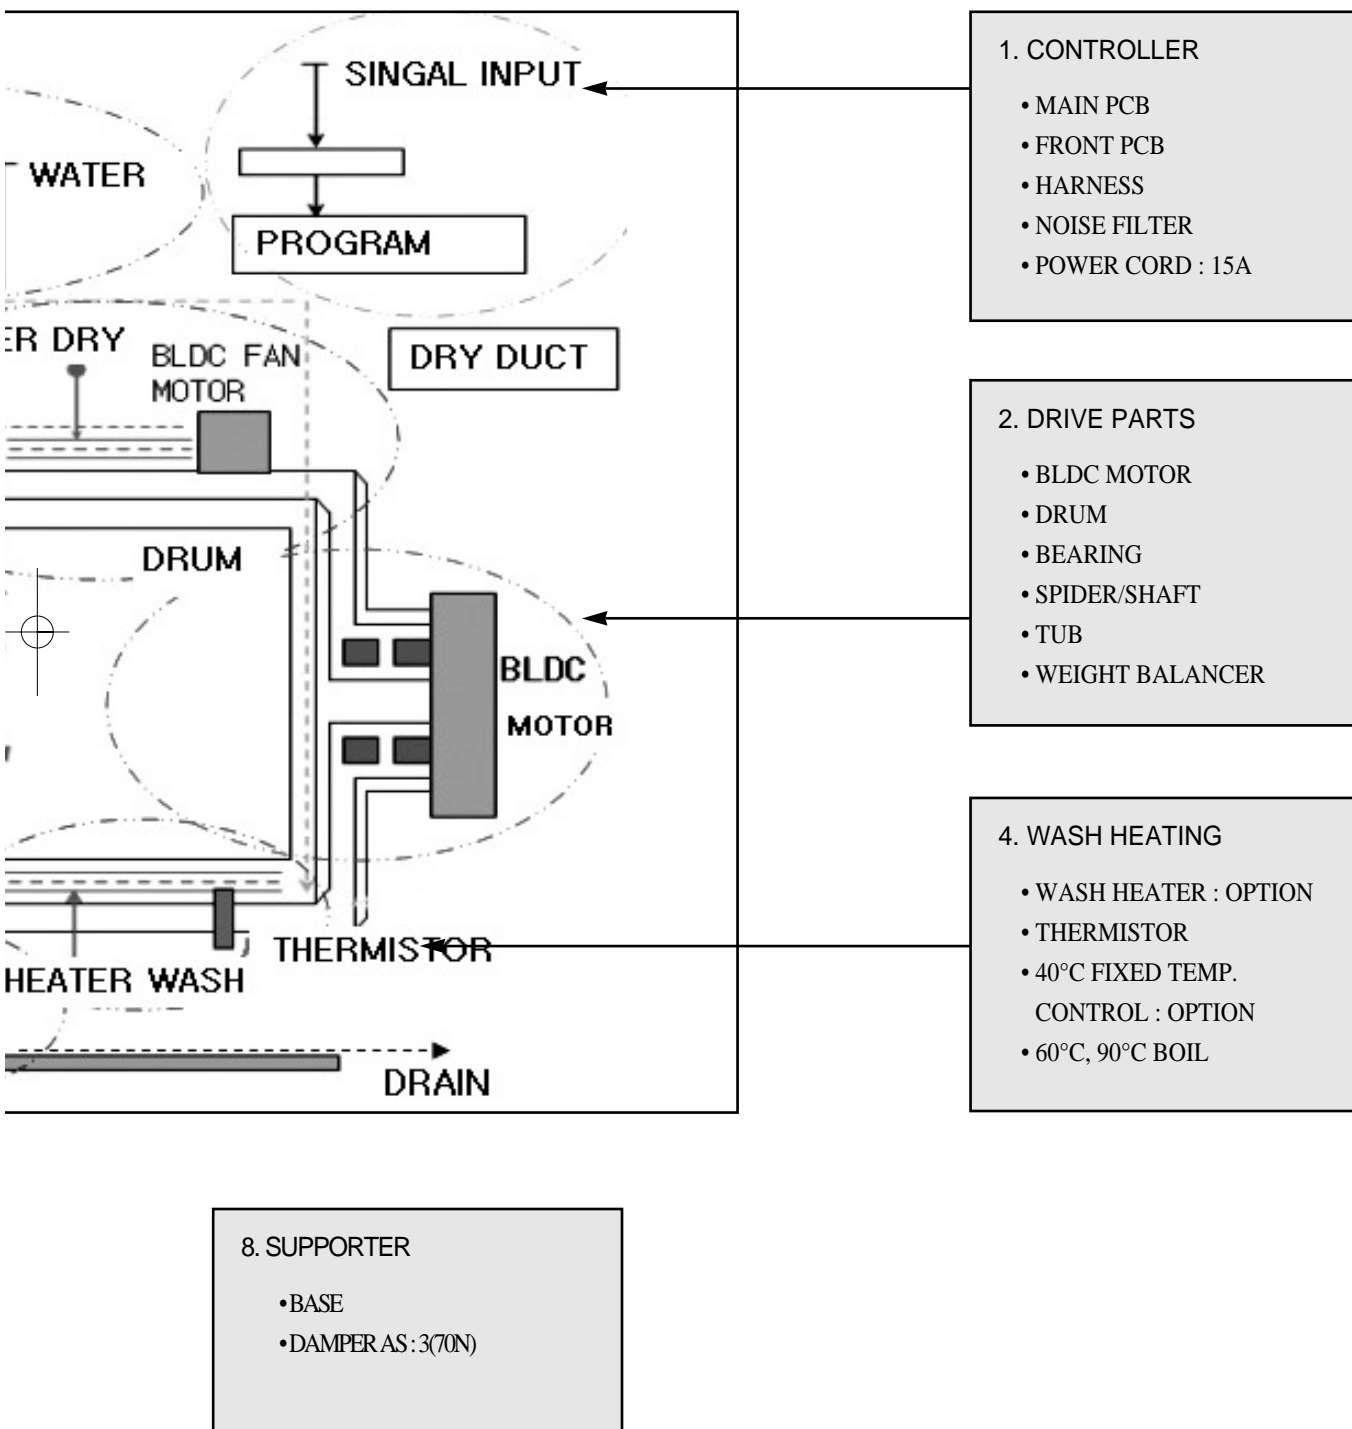 SINGAL INPUT
WATER
PROGRAM
DRY
BLDC FAN
MOTOR
DRY DUCT
DRUM
BLDC
MOTOR
THERMISTOR
HEATER WASH
DRAIN
1. CONTROLLER
• MAIN PCB
• FRONT PCB
• HARNESS
• NOISE FILTER
• POWER CORD : 15A
2. DRIVE PARTS
• BLDC MOTOR
• DRUM
• BEARING
• SPIDER/SHAFT
• TUB
• WEIGHT BALANCER
4. WASH HEATING
• WASH HEATER : OPTION
• THERMISTOR
• 40°C FIXED TEMP.
CONTROL : OPTION
• 60°C, 90°C BOIL
8. SUPPORTER
• BASE
• DAMPER AS : 3(70N)